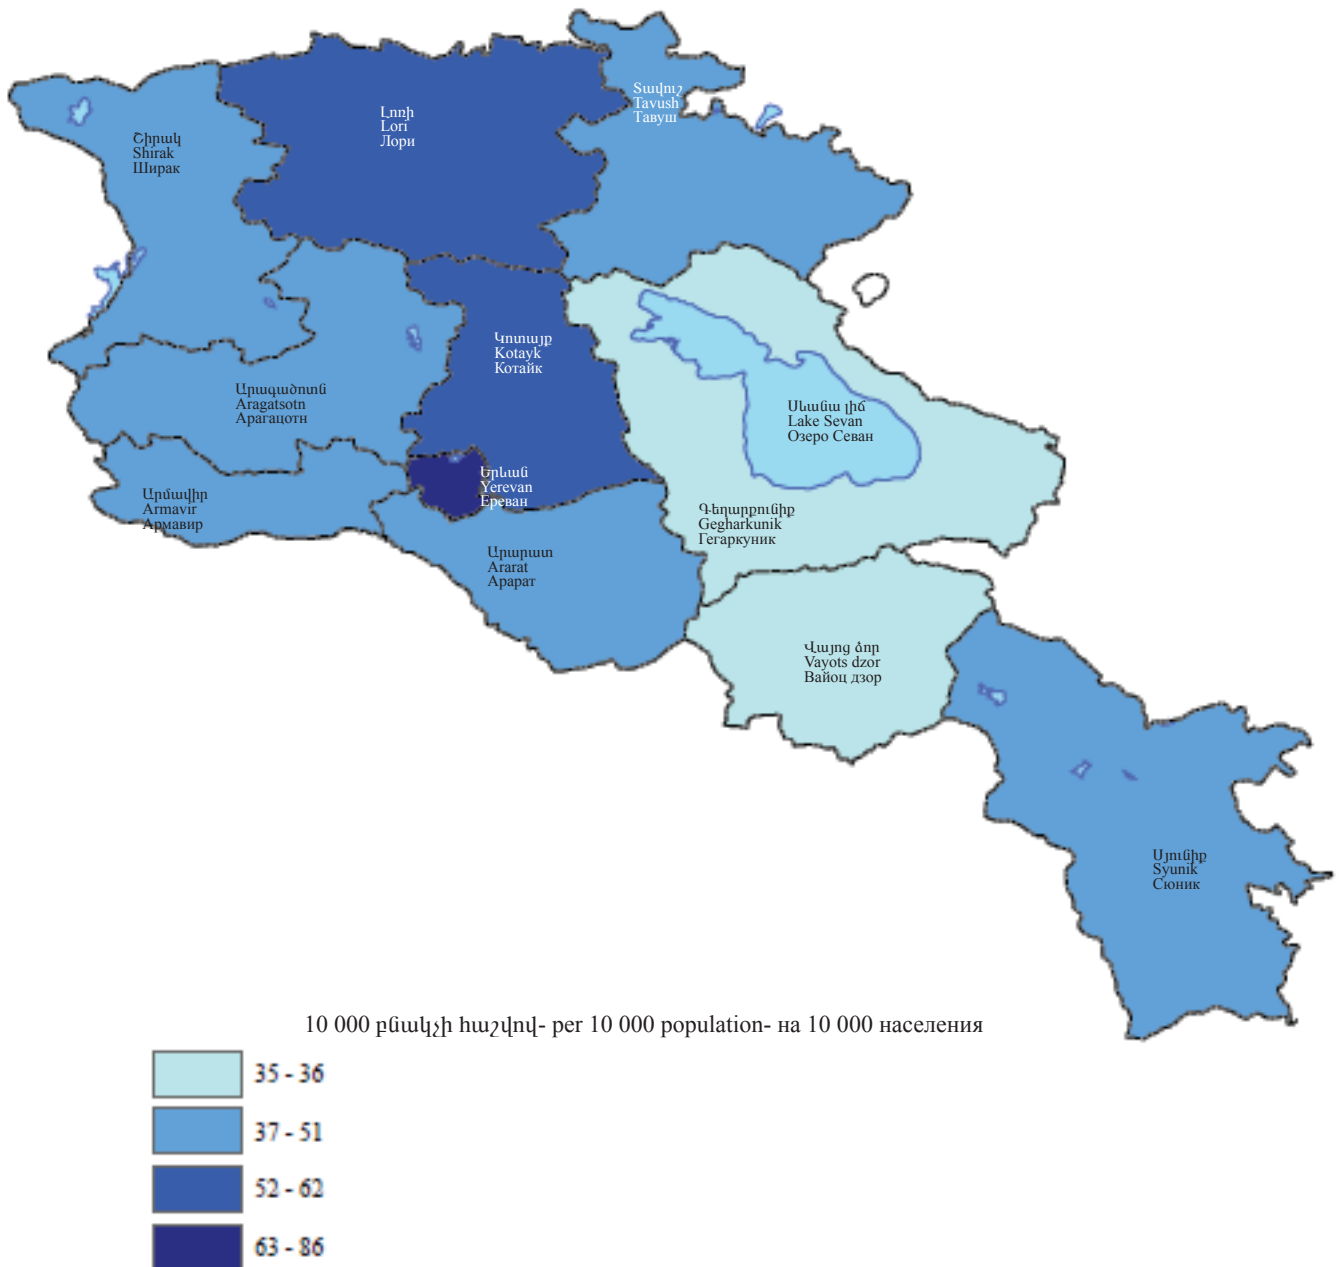 Տավուշ
Tavush
Тавуш
Լոռի
Lori
Лори
Շիրակ
Shirak
Ширак
Կոտայք
Kotayk
Котайк
Արագածոտն
Aragatsotn
Арагацотн
Սևանա լիճ
Lake Sevan
Озеро Севан
Երևան
Yerevan
Ереван
Արմավիր
Armavir
Армавир
Գեղարքունիք
Gegharkunik
Гегаркуник
Արարատ
Ararat
Арарат
Վայոց ձոր
Vayots dzor
Вайоц дзор
Սյունիք
Syunik
Сюник
10 000 բնակչի հաշվով- per 10 000 population- на 10 000 населения
35 - 36
37 - 51
52 - 62
63 - 86